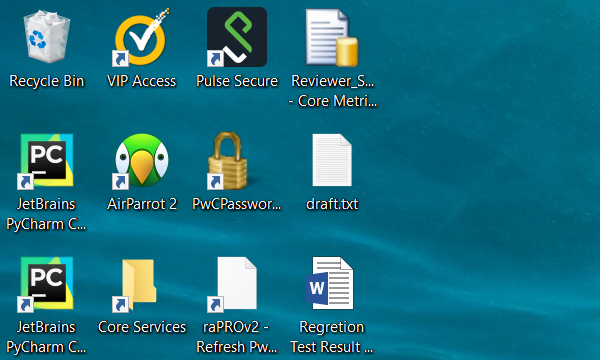 Recycle Bin
VIP Access
Pulse Secure
Reviewer_S...
- Core Metri...
PC
JetBrains
PyCharm C...
AirParrot 2
PwCPasswor...
draft.txt
PC
JetBrains
PyCharm C...
Core Services
raPROv2 -
Refresh Pw...
W
Regretion
Test Result ...